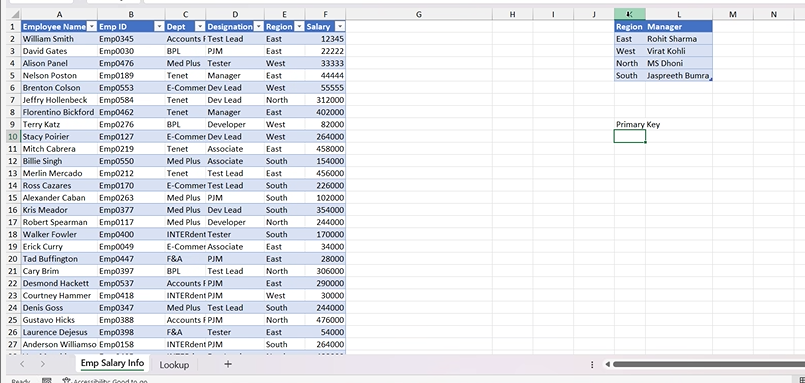 A B C D E F G H I J K L M N
1 Employee Name Emp ID Dept Designation Region Salary Region Manager
2 William Smith Emp0345 Accounts F Test Lead East 12345 East Rohit Sharma
3 David Gates Emp0030 BPL PJM East 22222 West Virat Kohli
4 Alison Panel Emp0476 Med Plus Tester West 33333 North MS Dhoni
5 Nelson Poston Emp0189 Tenet Manager East 44444 South Jaspreeth Bumra
6 Brenton Colson Emp0553 E-Commer Dev Lead West 55555
7 Jeffry Hollenbeck Emp0584 Tenet Dev Lead North 312000
8 Florentino Bickford Emp0462 Tenet Manager East 402000
9 Terry Katz Emp0276 BPL Developer West 82000 Primary Key
10 Stacy Poirier Emp0127 E-Commer Dev Lead West 264000
11 Mitch Cabrera Emp0219 Tenet Associate East 458000
12 Billie Singh Emp0550 Med Plus Associate South 154000
13 Merlin Mercado Emp0212 Tenet Test Lead East 456000
14 Ross Cazares Emp0170 E-Commer Test Lead South 226000
15 Alexander Caban Emp0263 Med Plus PJM South 102000
16 Kris Meador Emp0377 Med Plus Dev Lead South 354000
17 Robert Spearman Emp0117 Med Plus Developer North 244000
18 Walker Fowler Emp0400 INTERdent Tester South 170000
19 Erick Curry Emp0049 E-Commer Associate East 34000
20 Tad Buffington Emp0447 F&A PJM East 28000
21 Cary Brim Emp0397 BPL Test Lead North 306000
22 Desmond Hackett Emp0537 Accounts F PJM East 290000
23 Courtney Hammer Emp0418 INTERdent PJM West 30000
24 Denis Goss Emp0347 Med Plus Test Lead South 244000
25 Gustavo Hicks Emp0388 Accounts F PJM North 476000
26 Laurence Dejesus Emp0398 F&A Tester East 54000
27 Anderson Williamso Emp0158 INTERdent PJM South 264000
Emp Salary Info Lookup +
Ready Accessibility: Good to go